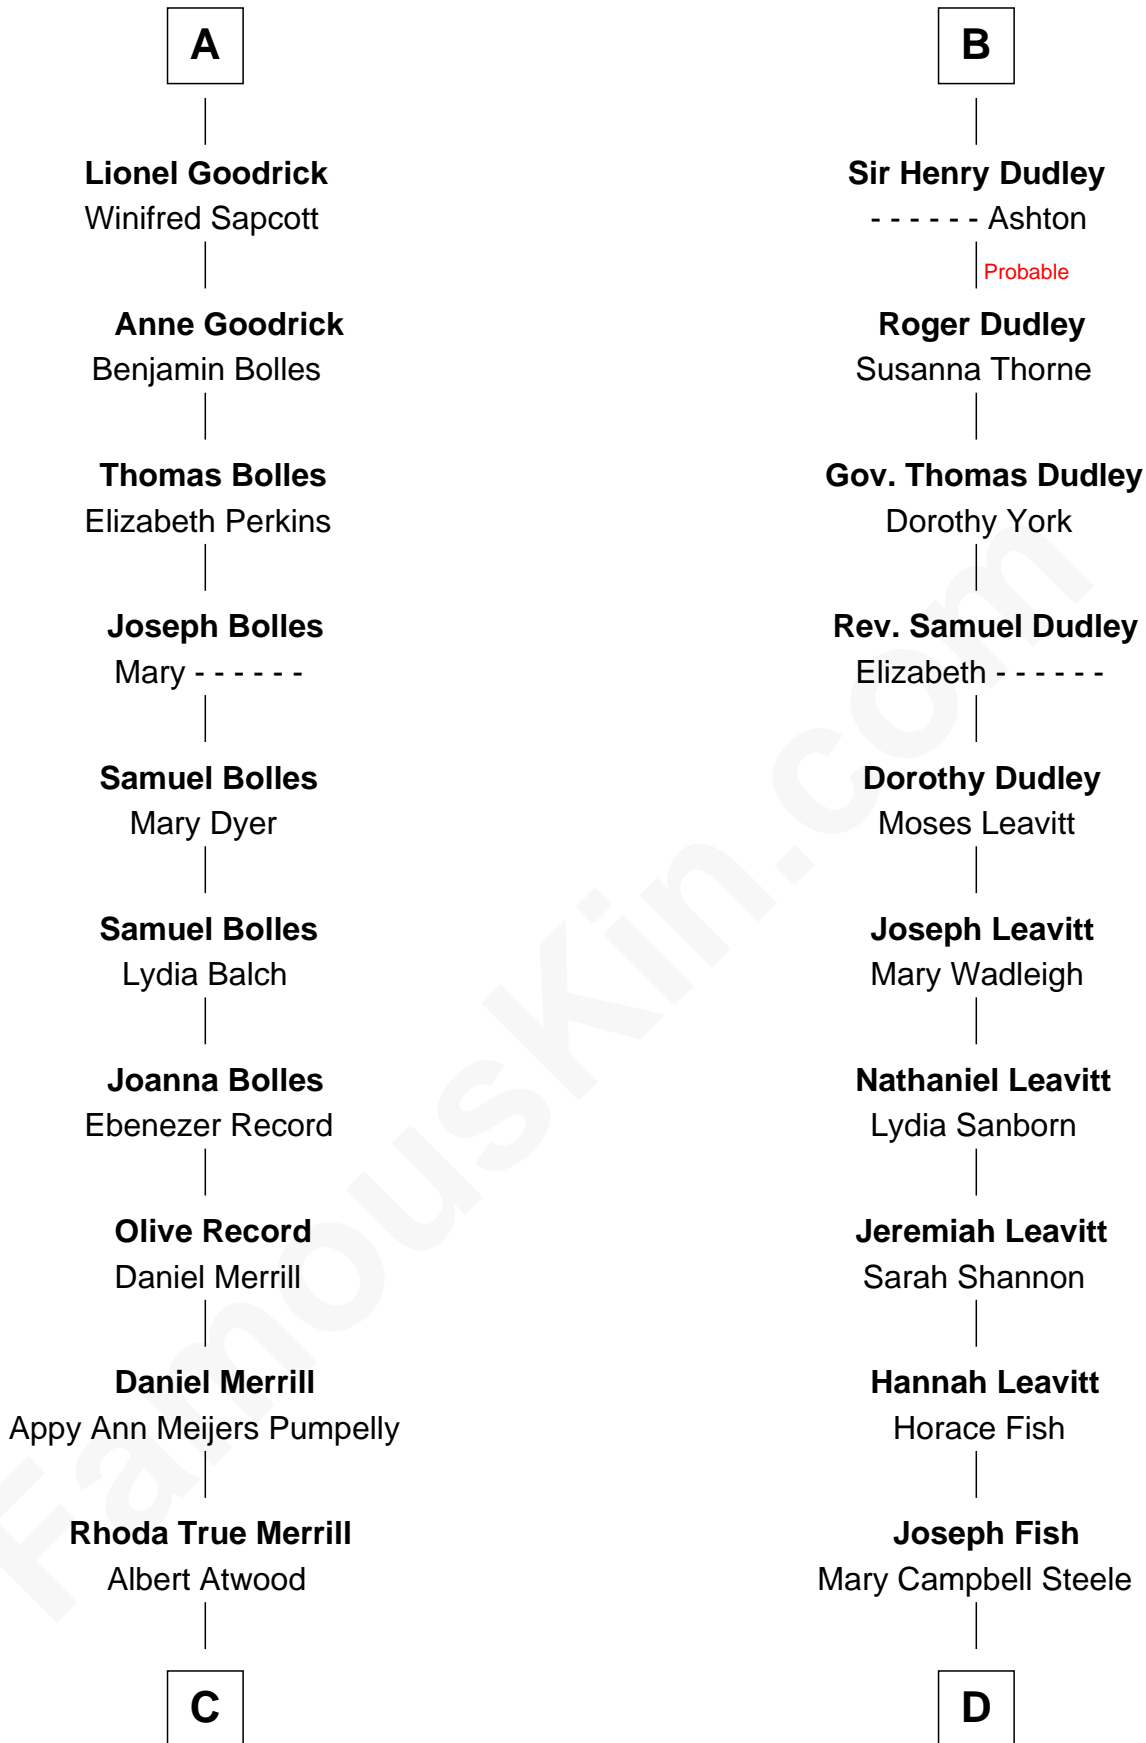 A
Lionel Goodrick
Winifred Sapcott
Anne Goodrick
Benjamin Bolles
Thomas Bolles
Elizabeth Perkins
Joseph Bolles
Mary - - - - - -
Samuel Bolles
Mary Dyer
Samuel Bolles
Lydia Balch
Joanna Bolles
Ebenezer Record
Olive Record
Daniel Merrill
Daniel Merrill
Appy Ann Meijers Pumpelly
Rhoda True Merrill
Albert Atwood
C
B
Sir Henry Dudley
- - - - - - Ashton
Probable
Roger Dudley
Susanna Thorne
Gov. Thomas Dudley
Dorothy York
Rev. Samuel Dudley
Elizabeth - - - - - -
Dorothy Dudley
Moses Leavitt
Joseph Leavitt
Mary Wadleigh
Nathaniel Leavitt
Lydia Sanborn
Jeremiah Leavitt
Sarah Shannon
Hannah Leavitt
Horace Fish
Joseph Fish
Mary Campbell Steele
D
FamousKin.com